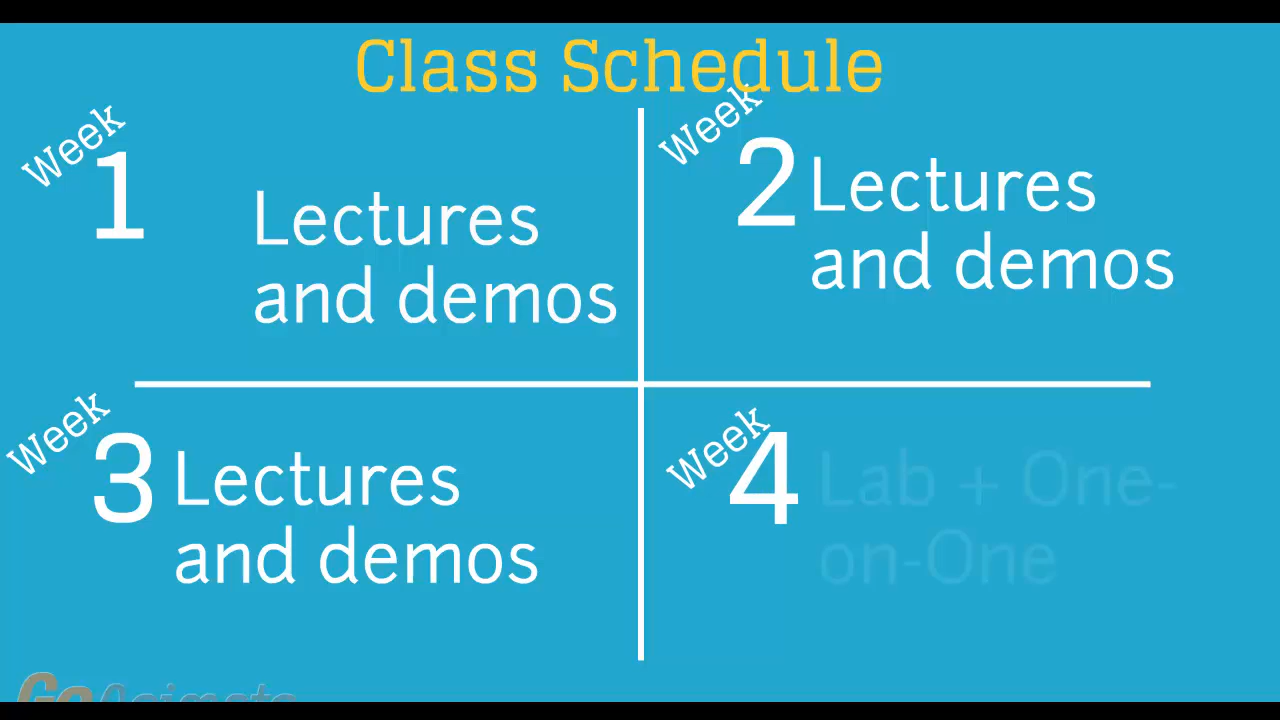 Class Schedule
Week
1
Lectures
and demos
Week
2
Lectures
and demos
Week
3
Lectures
and demos
Week
4
Lab + One-
on-One
GoAnimate